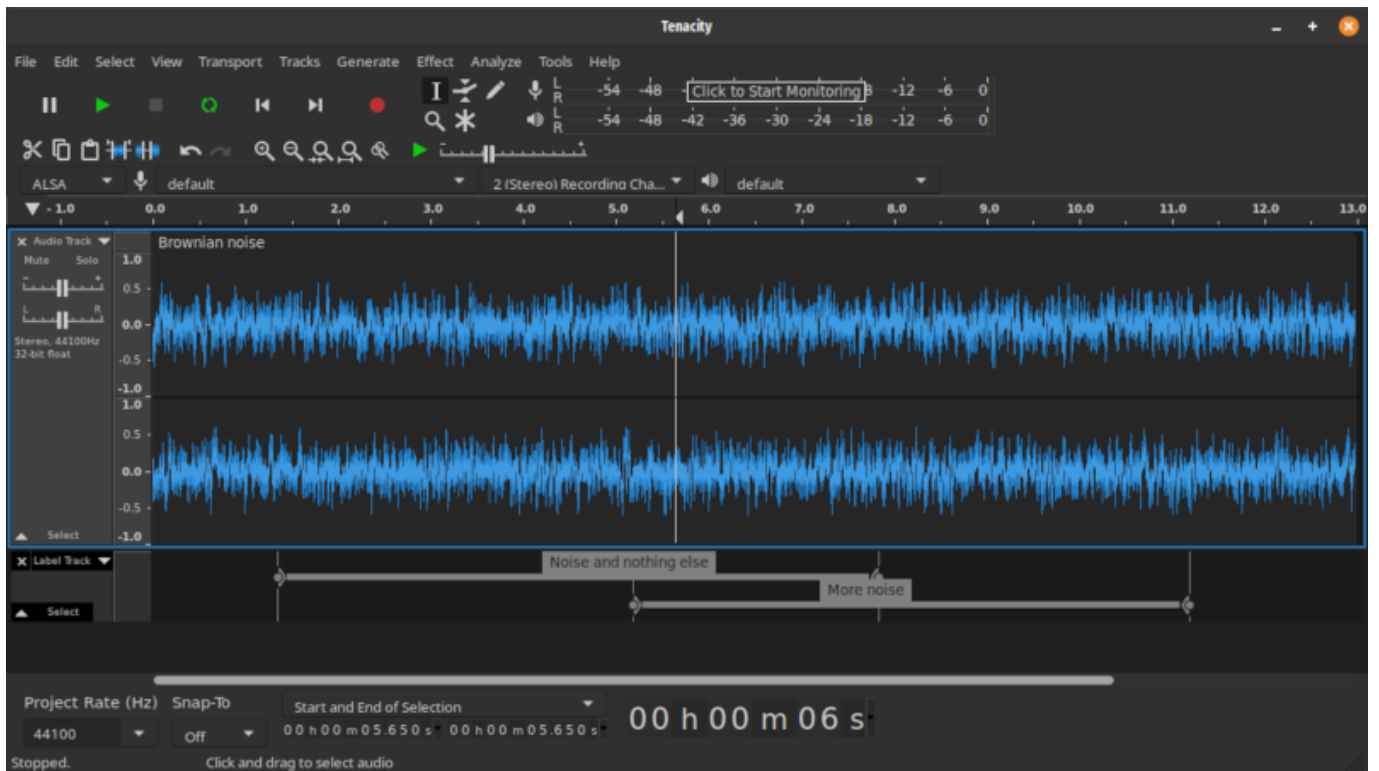 Tenacity
File Edit Select View Transport Tracks Generate Effect Analyze Tools Help
L -54 -48 Click to Start Monitoring -12 -6 0
R
L -54 -48 -42 -36 -30 -24 -18 -12 -6 0
R
ALSA default 2 (Stereo) Recording Cha... default
- 1.0 0.0 1.0 2.0 3.0 4.0 5.0 6.0 7.0 8.0 9.0 10.0 11.0 12.0 13.0
Audio Track Brownian noise
Mute Solo 1.0
- + 0.5
L R
0.0
Stereo, 44100Hz
32-bit float -0.5
-1.0
1.0
0.5
0.0
-0.5
Select -1.0
Label Track Noise and nothing else
More noise
Select
Project Rate (Hz) Snap-To Start and End of Selection
44100 Off 00 h 00 m 05.650 s 00 h 00 m 05.650 s 00 h 00 m 06 s
Stopped. Click and drag to select audio